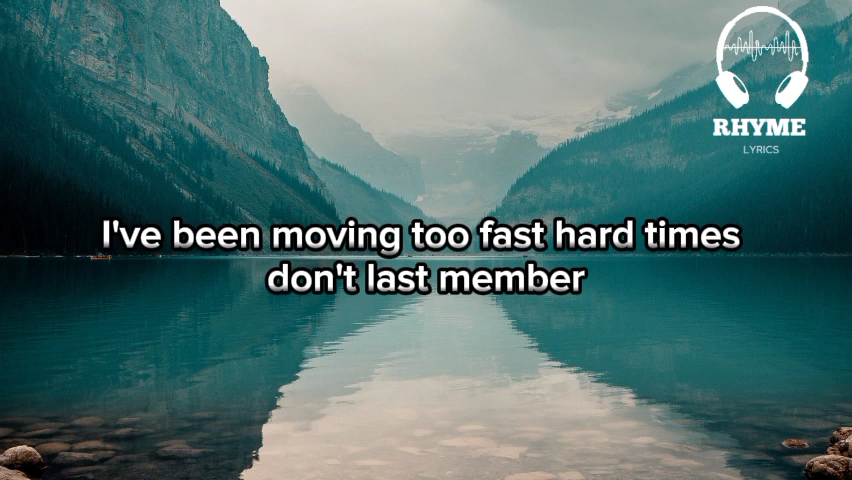 RHYME
LYRICS
I've been moving too fast hard times
don't last member